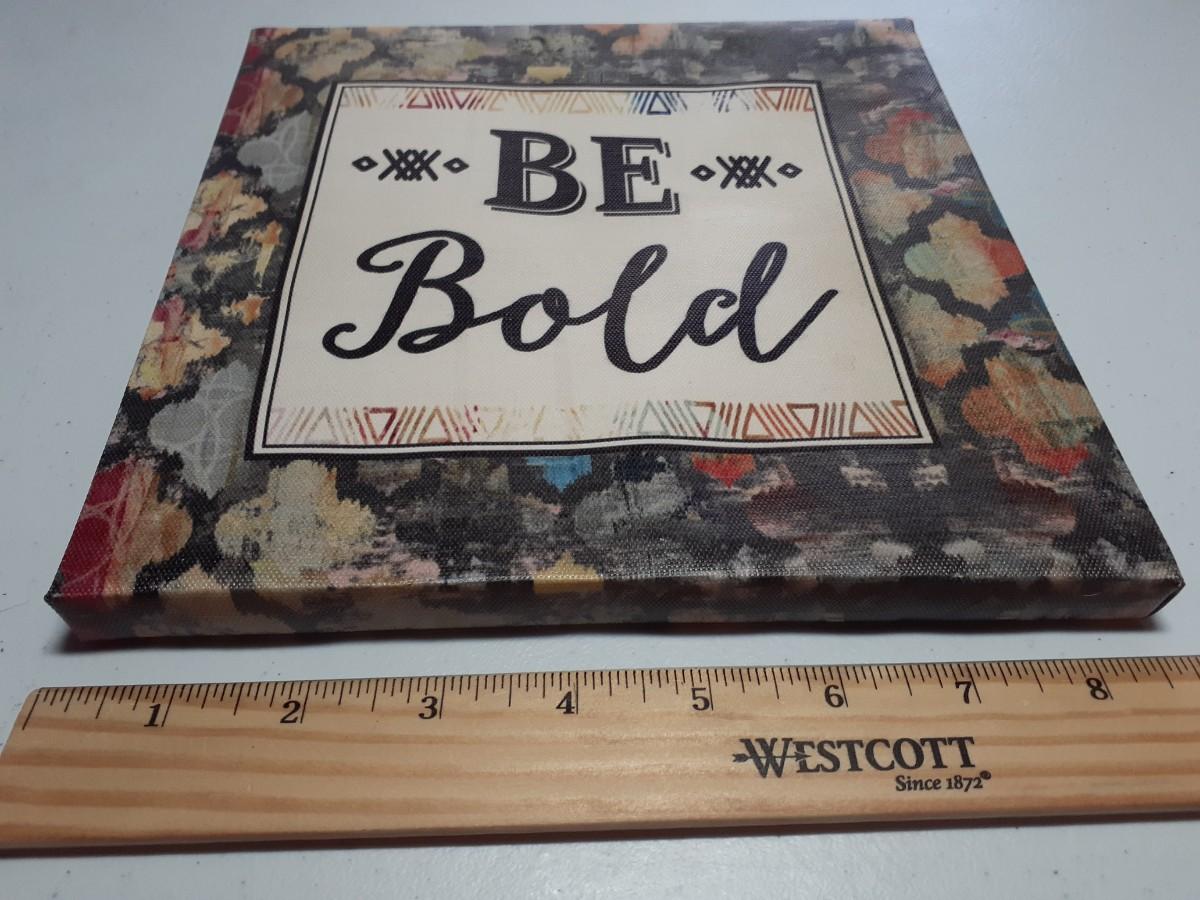 BE
Bold
1 2 3 4 5 6 7 8
WESTCOTT
Since 1872®